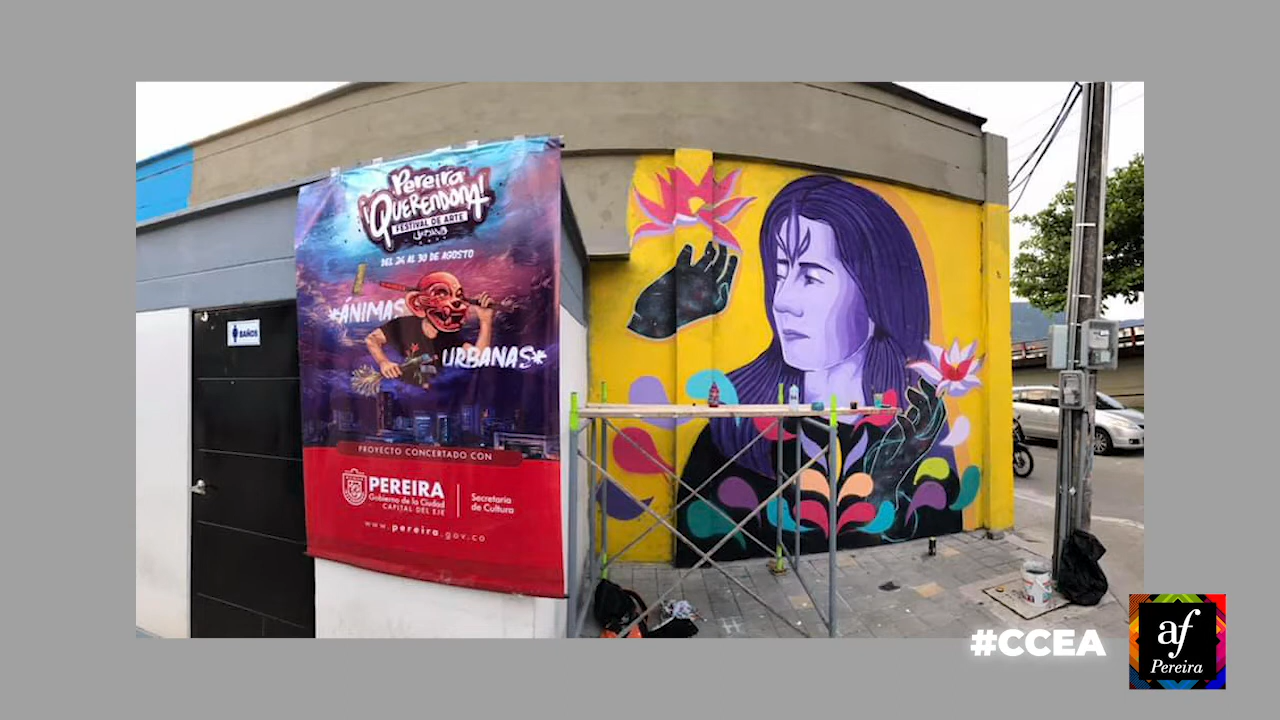 Pereira
¡QUERENDONA!
FESTIVAL DE ARTE
URBANO
DEL 24 AL 30 DE AGOSTO
*ÁNIMAS
URBANAS*
PROYECTO CONCERTADO CON
PEREIRA
Gobierno de la Ciudad
CAPITAL DEL EJE
Secretaría
de Cultura
www.pereira.gov.co
BAÑOS
#CCEA
af
Pereira